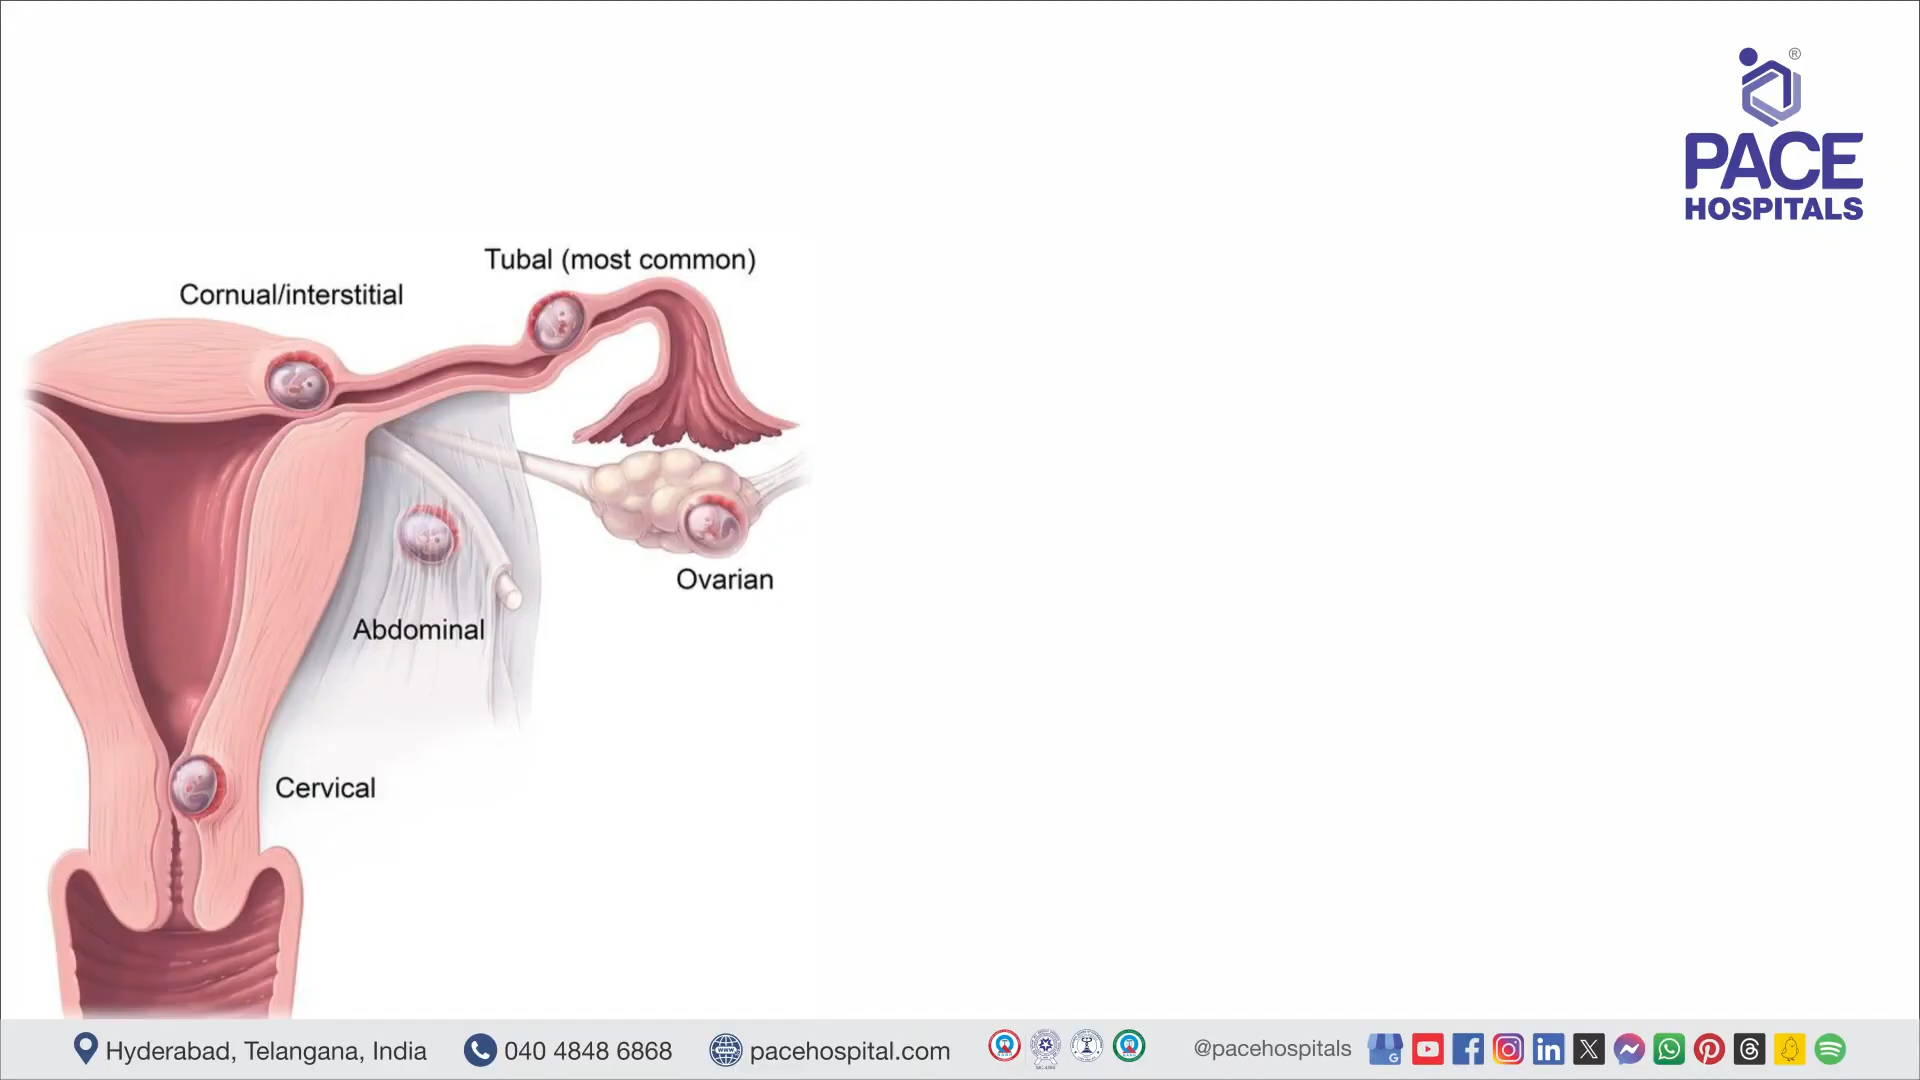 ®
PACE
HOSPITALS
Tubal (most common)
Cornual/interstitial
Ovarian
Abdominal
Cervical
Hyderabad, Telangana, India
040 4848 6868
pacehospital.com
@pacehospitals